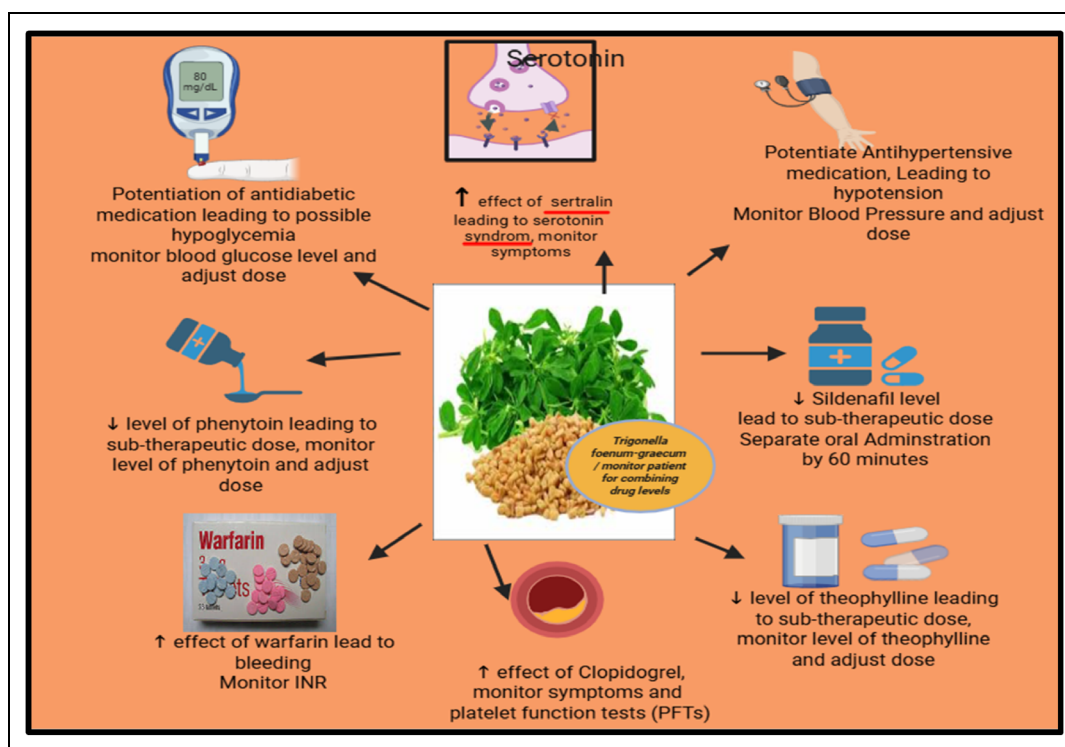 80
mg/dL
Potentiation of antidiabetic
medication leading to possible
hypoglycemia
monitor blood glucose level and
adjust dose
Serotonin
↑ effect of sertralin
leading to serotonin
syndrom, monitor
symptoms
Potentiate Antihypertensive
medication, Leading to
hypotension
Monitor Blood Pressure and adjust
dose
↓ level of phenytoin leading to
sub-therapeutic dose, monitor
level of phenytoin and adjust
dose
Trigonella
foenum-graecum
/ monitor patient
for combining
drug levels
↓ Sildenafil level
lead to sub-therapeutic dose
Separate oral Adminstration
by 60 minutes
Warfarin
↑ effect of warfarin lead to
bleeding
Monitor INR
↑ effect of Clopidogrel,
monitor symptoms and
platelet function tests (PFTs)
↓ level of theophylline leading
to sub-therapeutic dose,
monitor level of theophylline
and adjust dose